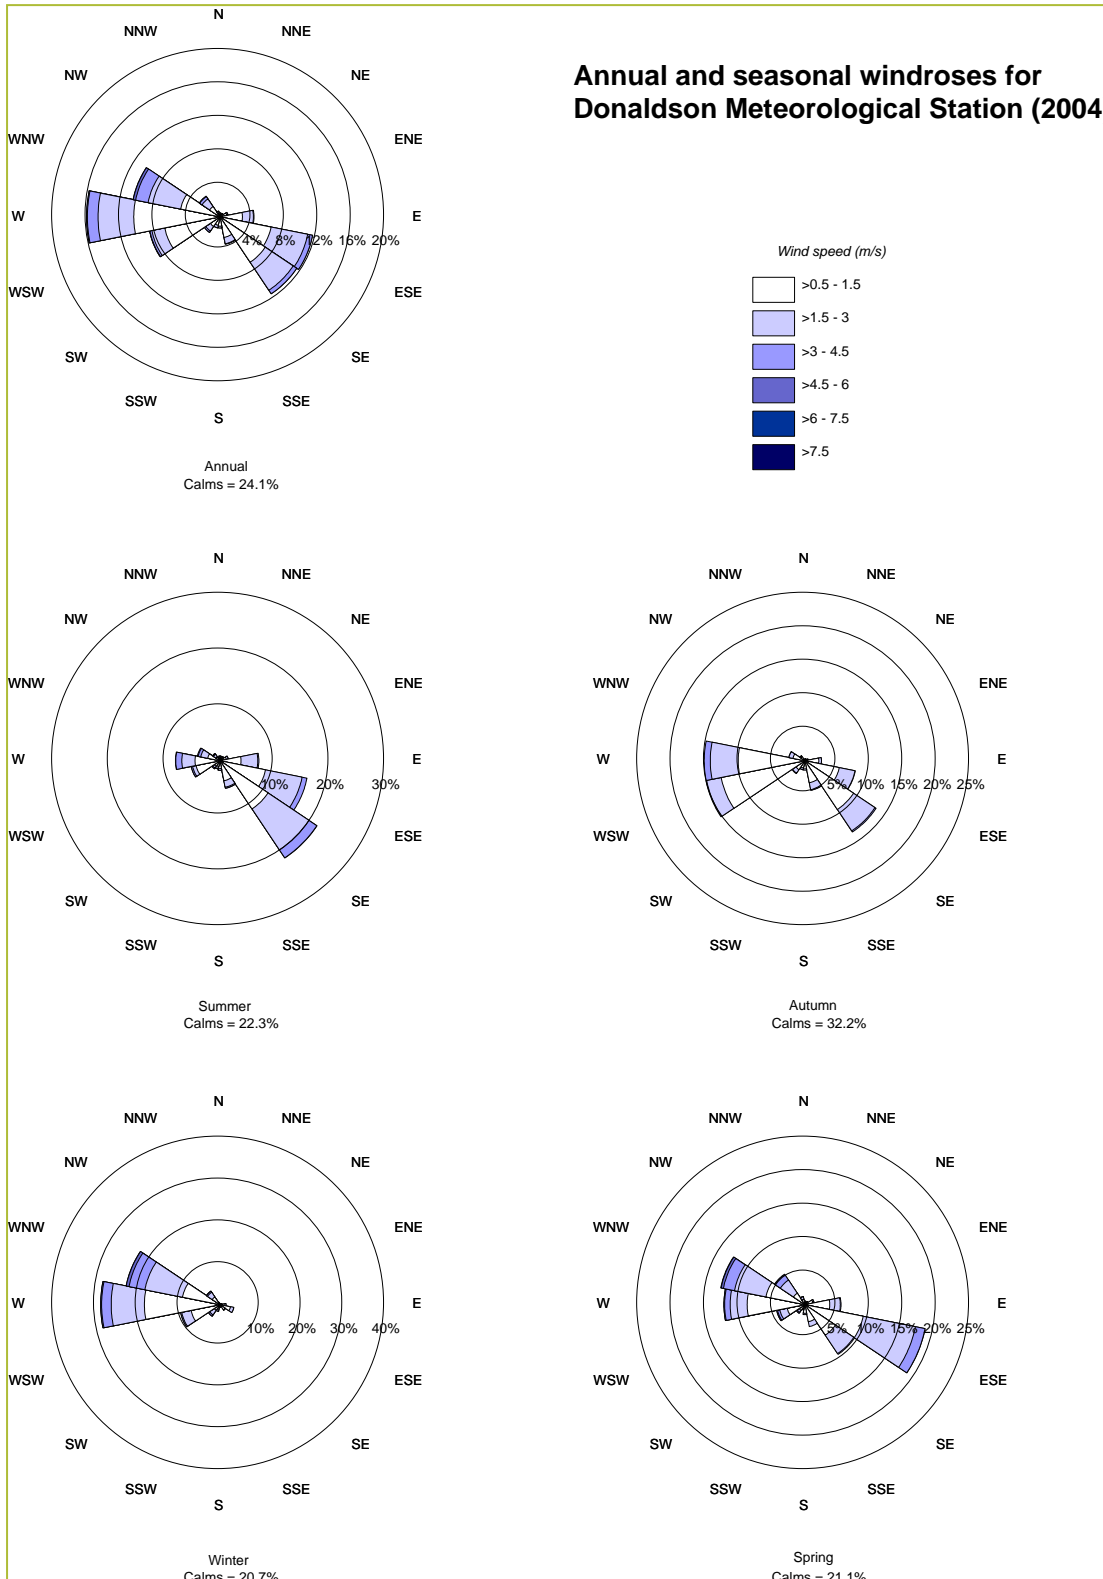 Annual and seasonal windroses for
Donaldson Meteorological Station (2004
N
NNW NNE
NW NE
WNW ENE
W E
4% 8% 12% 16% 20%
WSW ESE
SW SE
SSW SSE
S
Annual
Calms = 24.1%
Wind speed (m/s)
>0.5 - 1.5
>1.5 - 3
>3 - 4.5
>4.5 - 6
>6 - 7.5
>7.5
N
NNW NNE
NW NE
WNW ENE
W E
10% 20% 30%
WSW ESE
SW SE
SSW SSE
S
Summer
Calms = 22.3%
N
NNW NNE
NW NE
WNW ENE
W E
5% 10% 15% 20% 25%
WSW ESE
SW SE
SSW SSE
S
Autumn
Calms = 32.2%
N
NNW NNE
NW NE
WNW ENE
W E
10% 20% 30% 40%
WSW ESE
SW SE
SSW SSE
S
Winter
Calms = 20.7%
N
NNW NNE
NW NE
WNW ENE
W E
5% 10% 15% 20% 25%
WSW ESE
SW SE
SSW SSE
S
Spring
Calms = 21.1%